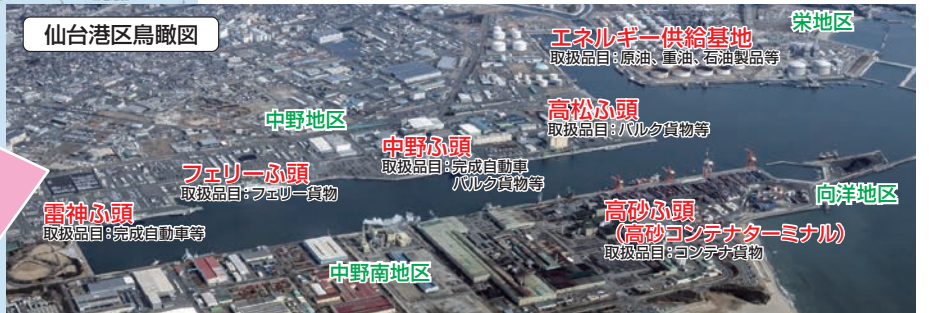 仙台港区鳥瞰図
栄地区
エネルギー供給基地
取扱品目:原油、重油、石油製品等
高松ふ頭
取扱品目:バルク貨物等
中野地区
中野ふ頭
取扱品目:完成自動車
バルク貨物等
フェリーふ頭
取扱品目:フェリー貨物
向洋地区
雷神ふ頭
取扱品目:完成自動車等
高砂ふ頭
(高砂コンテナターミナル)
取扱品目:コンテナ貨物
中野南地区